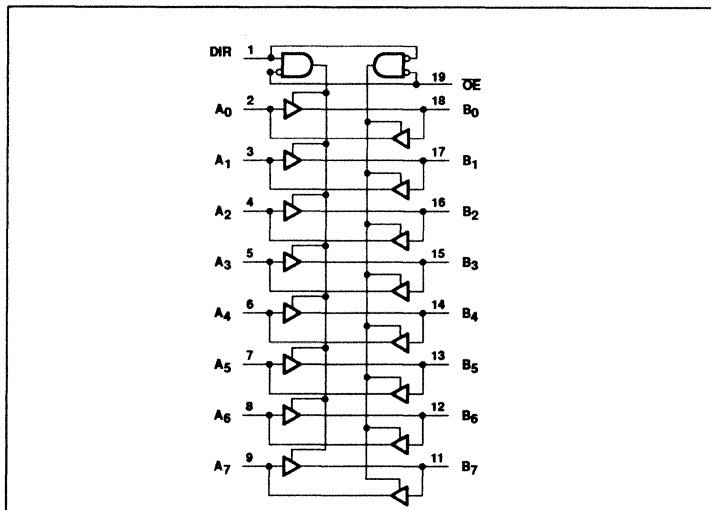 DIR 1
19 O̅E̅
A0 2 18 B0
A1 3 17 B1
A2 4 16 B2
A3 5 15 B3
A4 6 14 B4
A5 7 13 B5
A6 8 12 B6
A7 9 11 B7